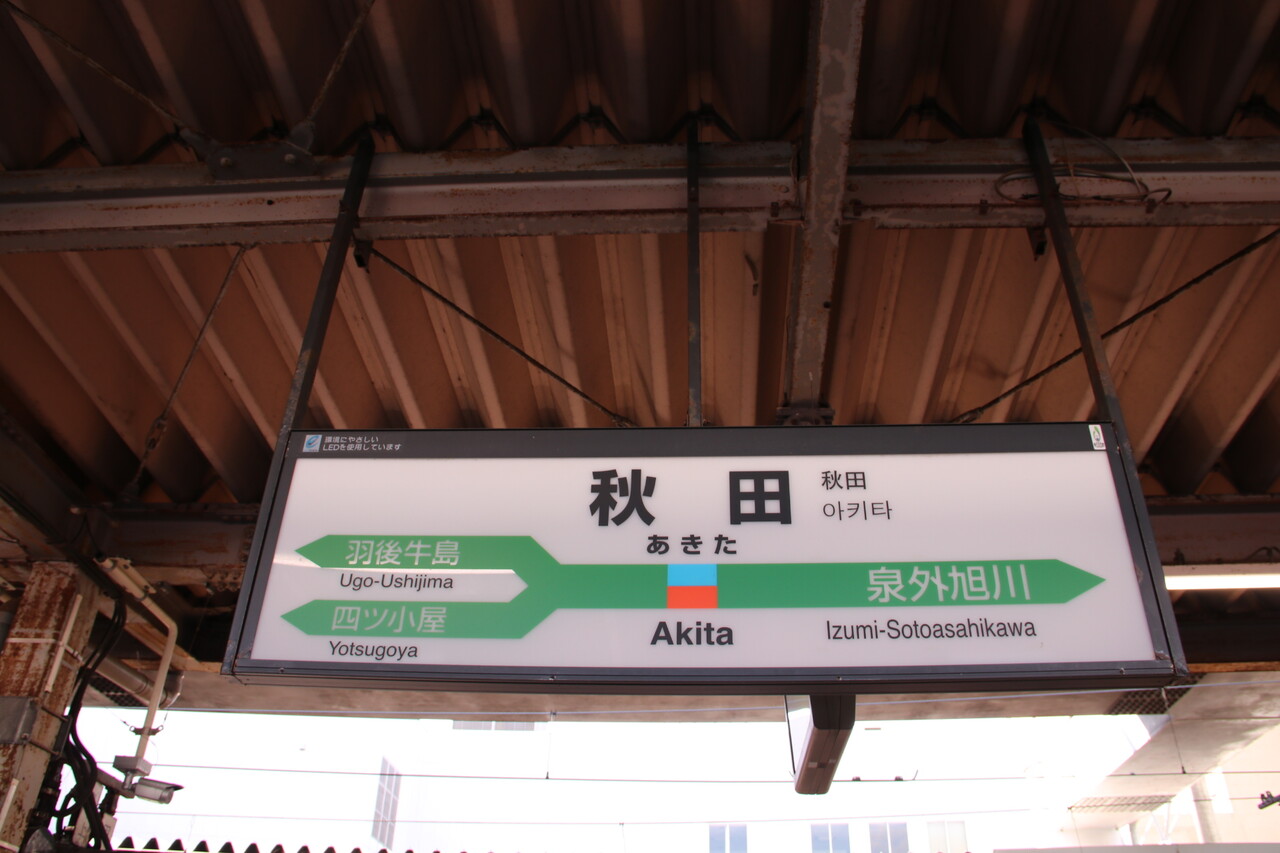 環境にやさしい
LEDを使用しています
秋田
秋田
아키타
あきた
羽後牛島
Ugo-Ushijima
四ツ小屋
Yotsugoya
Akita
泉外旭川
Izumi-Sotoasahikawa